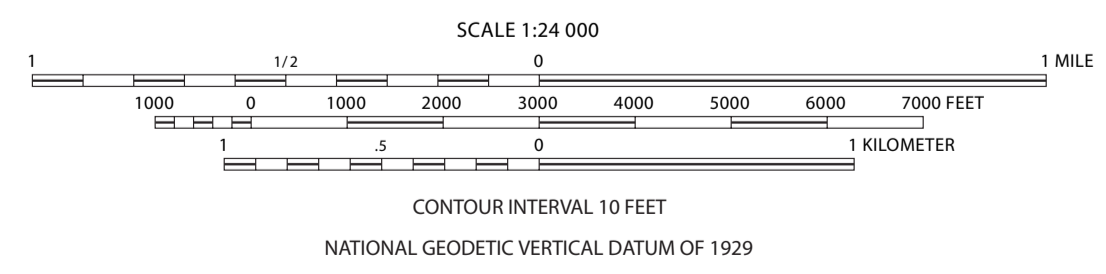 SCALE 1:24 000
1 1/2 0 1 MILE
1000 0 1000 2000 3000 4000 5000 6000 7000 FEET
1 .5 0 1 KILOMETER
CONTOUR INTERVAL 10 FEET
NATIONAL GEODETIC VERTICAL DATUM OF 1929